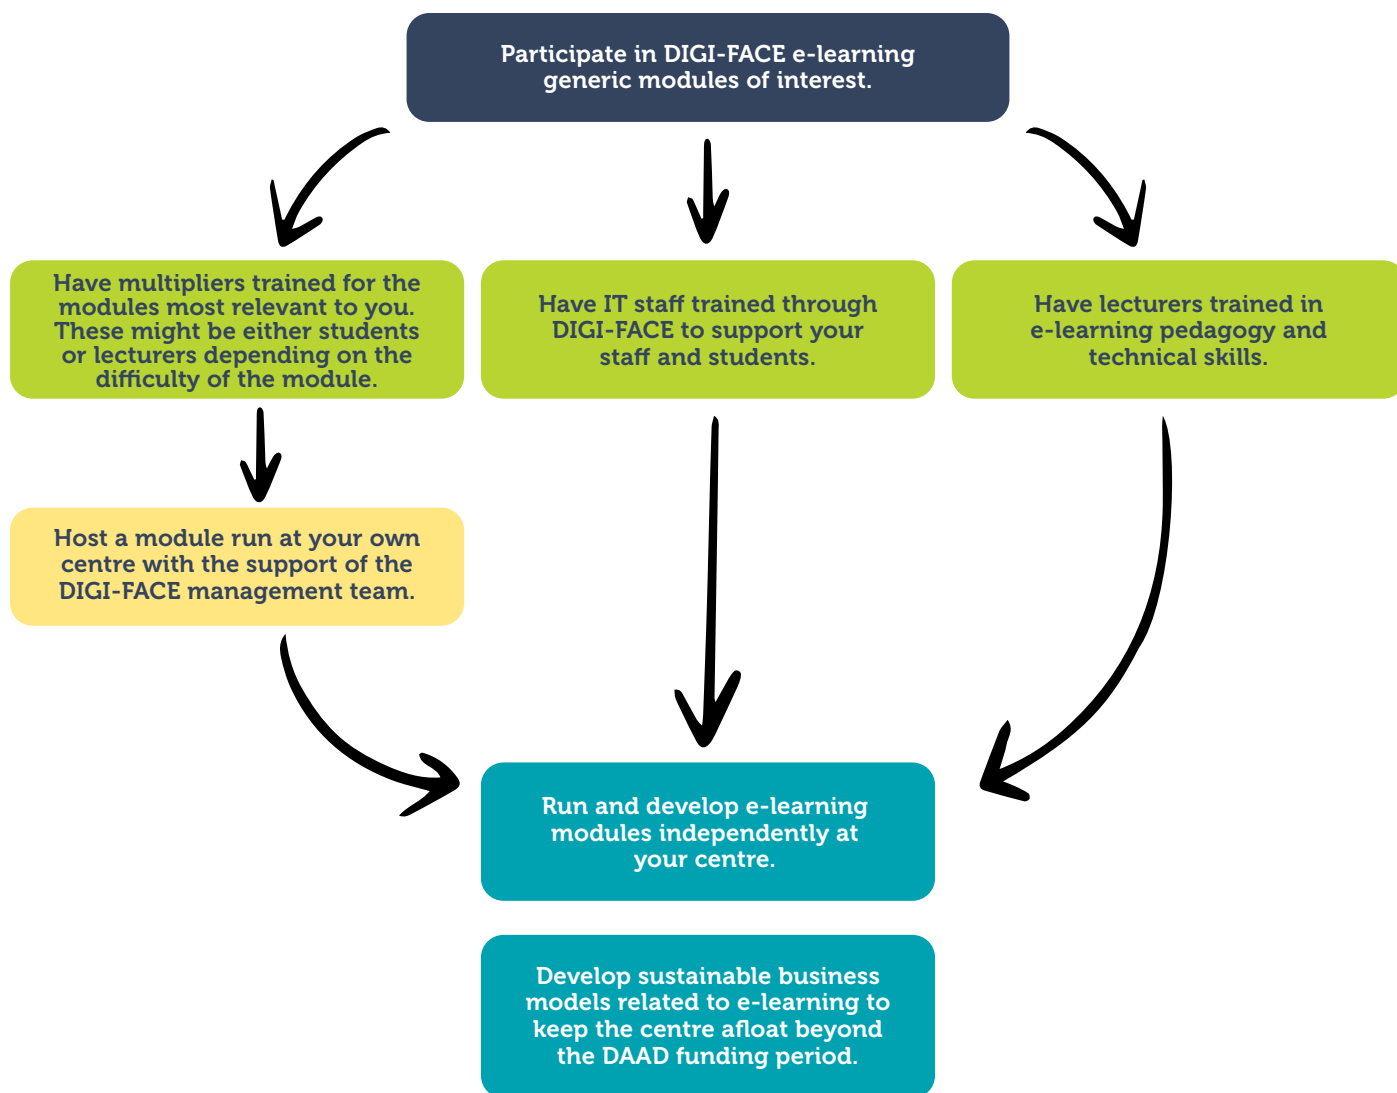 Participate in DIGI-FACE e-learning
generic modules of interest.
Have multipliers trained for the
modules most relevant to you.
These might be either students
or lecturers depending on the
difficulty of the module.
Have IT staff trained through
DIGI-FACE to support your
staff and students.
Have lecturers trained in
e-learning pedagogy and
technical skills.
Host a module run at your own
centre with the support of the
DIGI-FACE management team.
Run and develop e-learning
modules independently at
your centre.
Develop sustainable business
models related to e-learning to
keep the centre afloat beyond
the DAAD funding period.